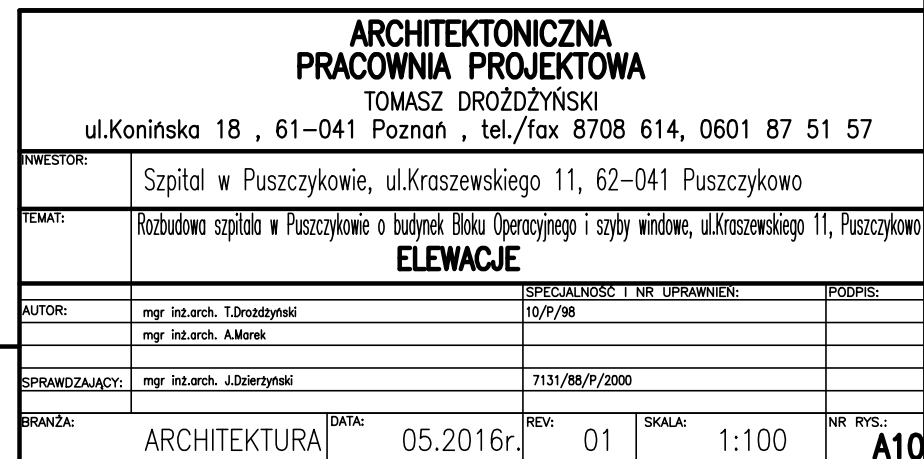 ARCHITEKTONICZNA
PRACOWNIA PROJEKTOWA
TOMASZ DROŻDŻYŃSKI
ul.Konińska 18 , 61-041 Poznań , tel./fax 8708 614, 0601 87 51 57
INWESTOR:
Szpital w Puszczykowie, ul.Kraszewskiego 11, 62-041 Puszczykowo
TEMAT:
Rozbudowa szpitala w Puszczykowie o budynek Bloku Operacyjnego i szyby windowe, ul.Kraszewskiego 11, Puszczykowo
ELEWACJE
SPECJALNOŚĆ I NR UPRAWNIEŃ: PODPIS:
AUTOR: mgr inż.arch. T.Drożdżyński 10/P/98
mgr inż.arch. A.Marek
SPRAWDZAJĄCY: mgr inż.arch. J.Dzierżyński 7131/88/P/2000
BRANŻA: ARCHITEKTURA DATA: 05.2016r. REV: 01 SKALA: 1:100 NR RYS.: A10